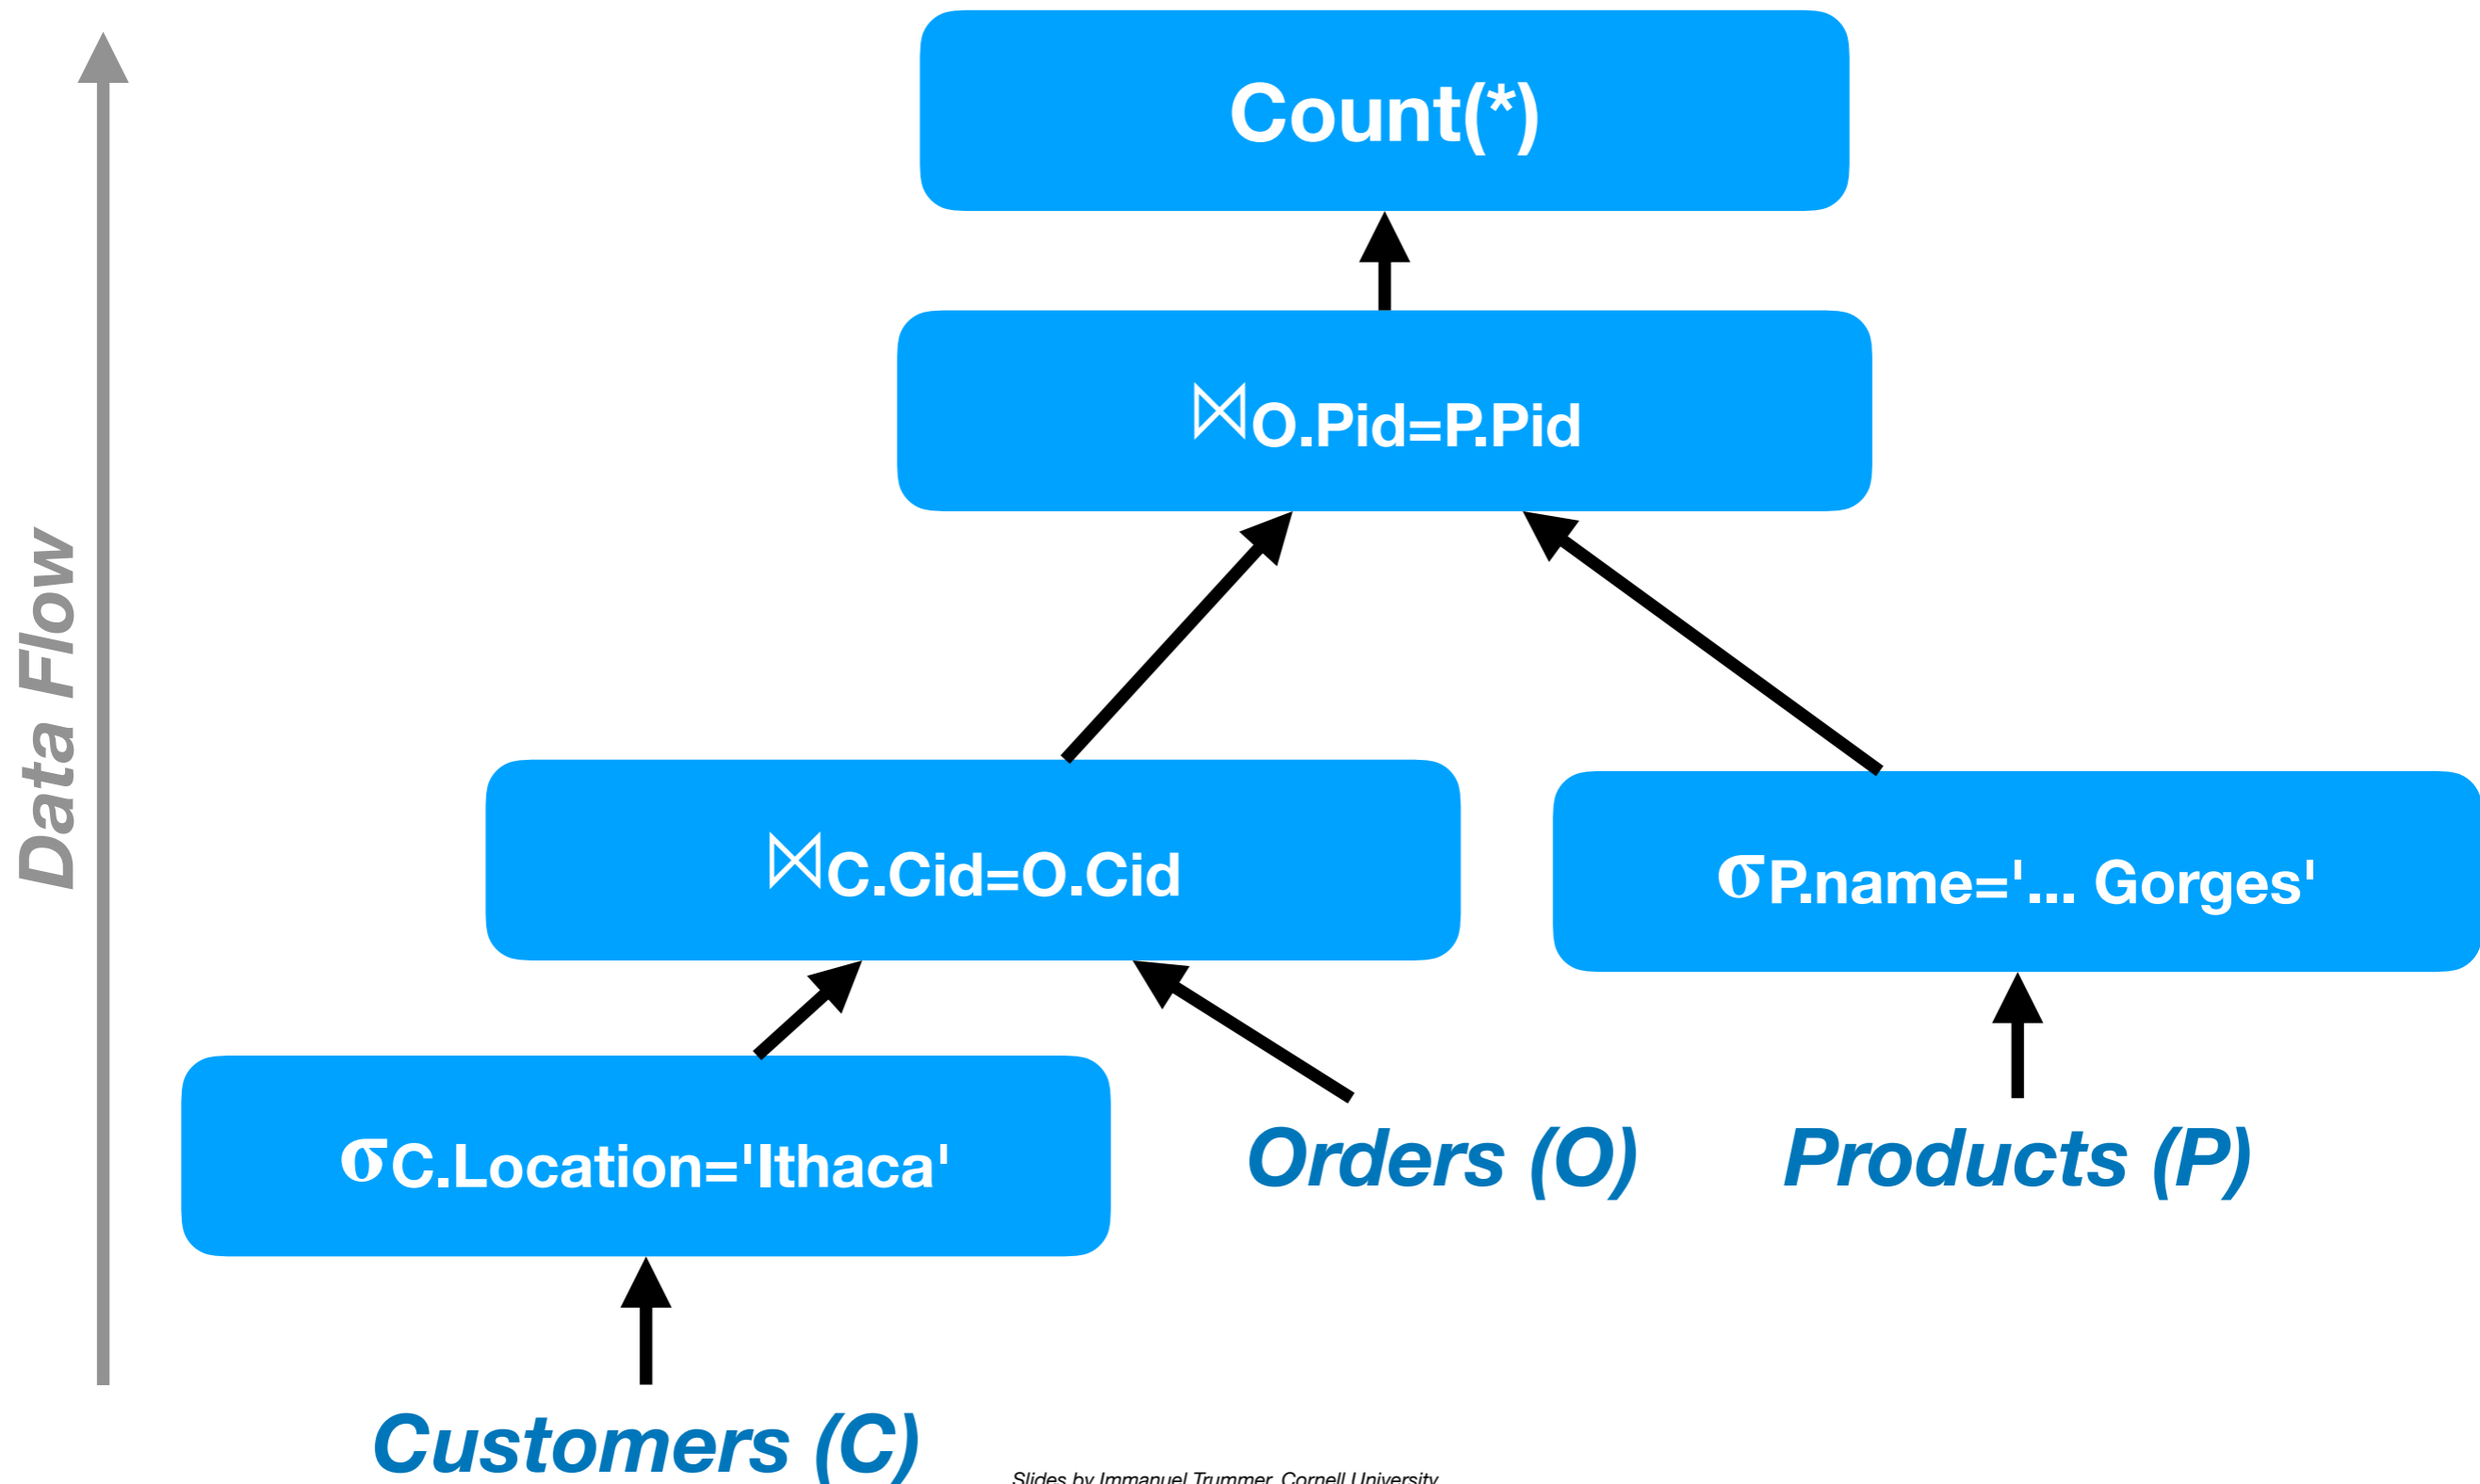 Count(*)
⋈O.Pid=P.Pid
Data Flow
⋈C.Cid=O.Cid
σP.name='... Gorges'
σC.Location='Ithaca'
Orders (O)
Products (P)
Customers (C)
Slides by Immanuel Trummer, Cornell University